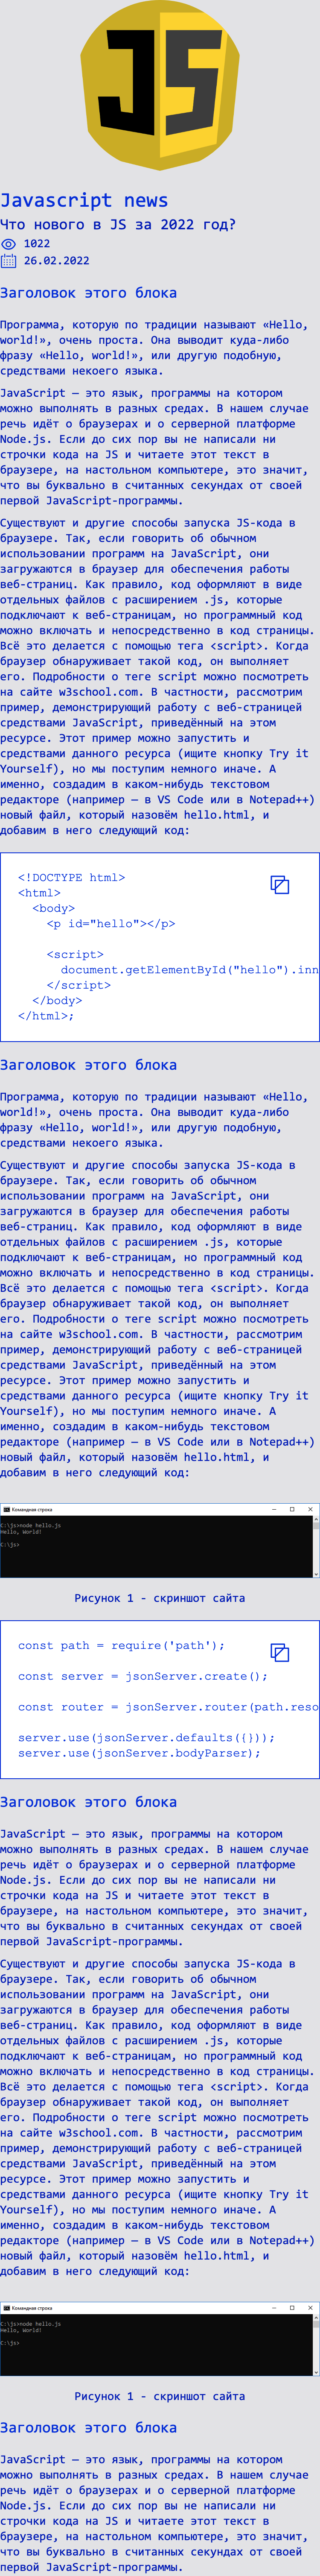 JS
Javascript news
Что нового в JS за 2022 год?
1022
26.02.2022
Заголовок этого блока
Программа, которую по традиции называют «Hello,
world!», очень проста. Она выводит куда-либо
фразу «Hello, world!», или другую подобную,
средствами некоего языка.
JavaScript — это язык, программы на котором
можно выполнять в разных средах. В нашем случае
речь идёт о браузерах и о серверной платформе
Node.js. Если до сих пор вы не написали ни
строчки кода на JS и читаете этот текст в
браузере, на настольном компьютере, это значит,
что вы буквально в считанных секундах от своей
первой JavaScript-программы.
Существуют и другие способы запуска JS-кода в
браузере. Так, если говорить об обычном
использовании программ на JavaScript, они
загружаются в браузер для обеспечения работы
веб-страниц. Как правило, код оформляют в виде
отдельных файлов с расширением .js, которые
подключают к веб-страницам, но программный код
можно включать и непосредственно в код страницы.
Всё это делается с помощью тега <script>. Когда
браузер обнаруживает такой код, он выполняет
его. Подробности о теге script можно посмотреть
на сайте w3school.com. В частности, рассмотрим
пример, демонстрирующий работу с веб-страницей
средствами JavaScript, приведённый на этом
ресурсе. Этот пример можно запустить и
средствами данного ресурса (ищите кнопку Try it
Yourself), но мы поступим немного иначе. А
именно, создадим в каком-нибудь текстовом
редакторе (например — в VS Code или в Notepad++)
новый файл, который назовём hello.html, и
добавим в него следующий код:
<!DOCTYPE html>
<html>
<body>
<p id="hello"></p>
<script>
document.getElementById("hello").inn
</script>
</body>
</html>;
Заголовок этого блока
Программа, которую по традиции называют «Hello,
world!», очень проста. Она выводит куда-либо
фразу «Hello, world!», или другую подобную,
средствами некоего языка.
Существуют и другие способы запуска JS-кода в
браузере. Так, если говорить об обычном
использовании программ на JavaScript, они
загружаются в браузер для обеспечения работы
веб-страниц. Как правило, код оформляют в виде
отдельных файлов с расширением .js, которые
подключают к веб-страницам, но программный код
можно включать и непосредственно в код страницы.
Всё это делается с помощью тега <script>. Когда
браузер обнаруживает такой код, он выполняет
его. Подробности о теге script можно посмотреть
на сайте w3school.com. В частности, рассмотрим
пример, демонстрирующий работу с веб-страницей
средствами JavaScript, приведённый на этом
ресурсе. Этот пример можно запустить и
средствами данного ресурса (ищите кнопку Try it
Yourself), но мы поступим немного иначе. А
именно, создадим в каком-нибудь текстовом
редакторе (например — в VS Code или в Notepad++)
новый файл, который назовём hello.html, и
добавим в него следующий код:
Командная строка
C:\js>node hello.js
Hello, World!
C:\js>
Рисунок 1 - скриншот сайта
const path = require('path');
const server = jsonServer.create();
const router = jsonServer.router(path.reso
server.use(jsonServer.defaults({}));
server.use(jsonServer.bodyParser);
Заголовок этого блока
JavaScript — это язык, программы на котором
можно выполнять в разных средах. В нашем случае
речь идёт о браузерах и о серверной платформе
Node.js. Если до сих пор вы не написали ни
строчки кода на JS и читаете этот текст в
браузере, на настольном компьютере, это значит,
что вы буквально в считанных секундах от своей
первой JavaScript-программы.
Существуют и другие способы запуска JS-кода в
браузере. Так, если говорить об обычном
использовании программ на JavaScript, они
загружаются в браузер для обеспечения работы
веб-страниц. Как правило, код оформляют в виде
отдельных файлов с расширением .js, которые
подключают к веб-страницам, но программный код
можно включать и непосредственно в код страницы.
Всё это делается с помощью тега <script>. Когда
браузер обнаруживает такой код, он выполняет
его. Подробности о теге script можно посмотреть
на сайте w3school.com. В частности, рассмотрим
пример, демонстрирующий работу с веб-страницей
средствами JavaScript, приведённый на этом
ресурсе. Этот пример можно запустить и
средствами данного ресурса (ищите кнопку Try it
Yourself), но мы поступим немного иначе. А
именно, создадим в каком-нибудь текстовом
редакторе (например — в VS Code или в Notepad++)
новый файл, который назовём hello.html, и
добавим в него следующий код:
Командная строка
C:\js>node hello.js
Hello, World!
C:\js>
Рисунок 1 - скриншот сайта
Заголовок этого блока
JavaScript — это язык, программы на котором
можно выполнять в разных средах. В нашем случае
речь идёт о браузерах и о серверной платформе
Node.js. Если до сих пор вы не написали ни
строчки кода на JS и читаете этот текст в
браузере, на настольном компьютере, это значит,
что вы буквально в считанных секундах от своей
первой JavaScript-программы.